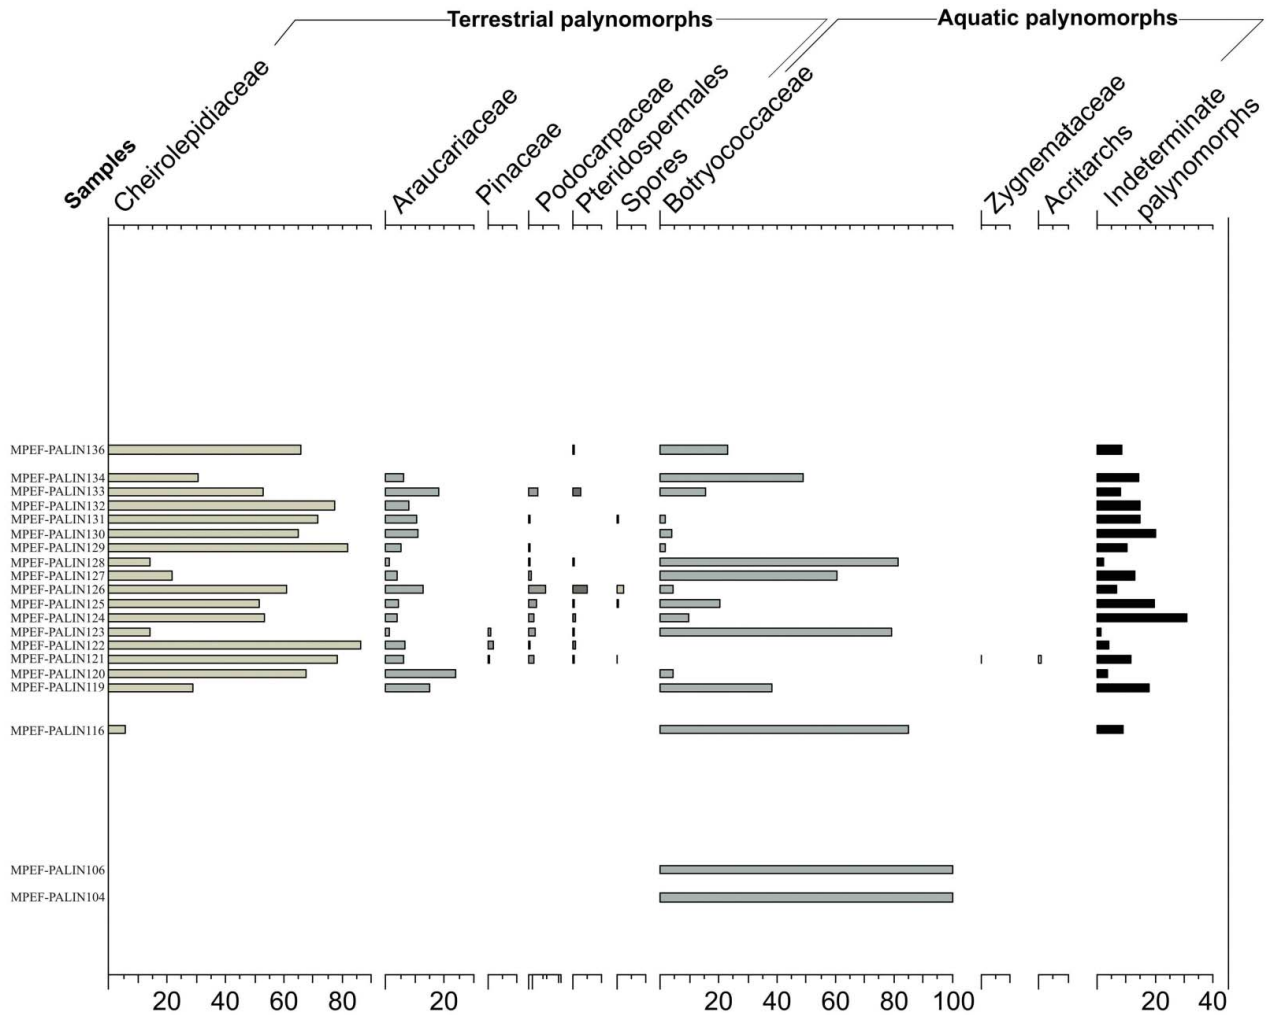 Terrestrial palynomorphs
Aquatic palynomorphs
Samples
Cheirolepidiaceae
Araucariaceae
Pinaceae
Podocarpaceae
Pteridospermales
Spores
Botryococcaceae
Zygnemataceae
Acritarchs
Indeterminate
palynomorphs
MPEF-PALIN136
MPEF-PALIN134
MPEF-PALIN133
MPEF-PALIN132
MPEF-PALIN131
MPEF-PALIN130
MPEF-PALIN129
MPEF-PALIN128
MPEF-PALIN127
MPEF-PALIN126
MPEF-PALIN125
MPEF-PALIN124
MPEF-PALIN123
MPEF-PALIN122
MPEF-PALIN121
MPEF-PALIN120
MPEF-PALIN119
MPEF-PALIN116
MPEF-PALIN106
MPEF-PALIN104
20 40 60 80 20 20 40 60 80 100 20 40